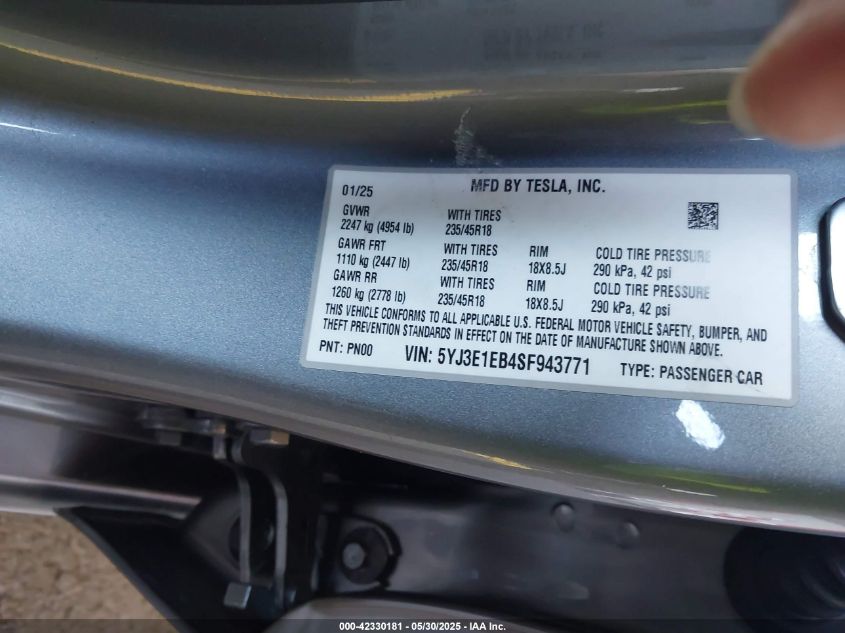 01/25 MFD BY TESLA, INC.
GVWR WITH TIRES
2247 kg (4954 lb) 235/45R18
GAWR FRT WITH TIRES RIM COLD TIRE PRESSURE
1110 kg (2447 lb) 235/45R18 18X8.5J 290 kPa, 42 psi
GAWR RR WITH TIRES RIM COLD TIRE PRESSURE
1260 kg (2778 lb) 235/45R18 18X8.5J 290 kPa, 42 psi
THIS VEHICLE CONFORMS TO ALL APPLICABLE U.S. FEDERAL MOTOR VEHICLE SAFETY, BUMPER, AND
THEFT PREVENTION STANDARDS IN EFFECT ON THE DATE OF MANUFACTURE SHOWN ABOVE.
PNT: PN00 VIN: 5YJ3E1EB4SF943771 TYPE: PASSENGER CAR
000-42330181 - 05/30/2025 - IAA Inc.